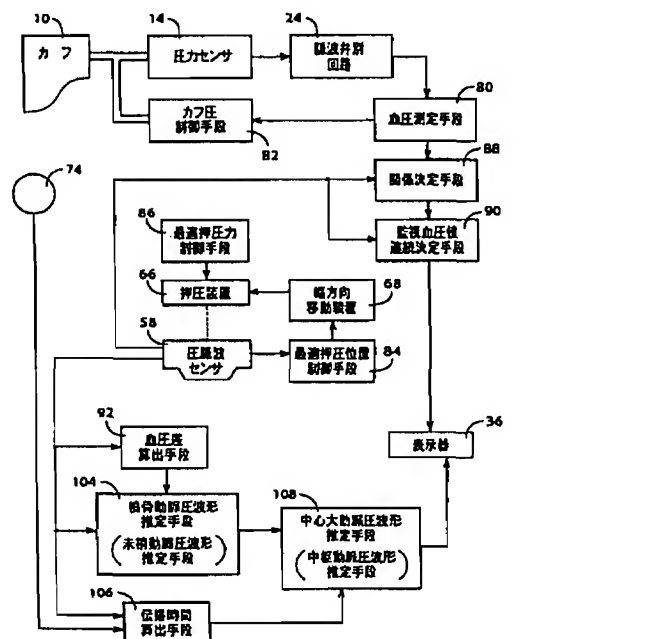 10
カフ
14
圧力センサ
24
脈波弁別
回路
80
血圧測定手段
カフ圧
制御手段
82
88
関係決定手段
74
90
監視血圧値
連続決定手段
86
最適押圧力
制御手段
66
押圧装置
68
幅方向
移動装置
58
圧脈波
センサ
最適押圧位置
制御手段
84
36
表示器
92
血圧差
算出手段
104
橈骨動脈圧波形
推定手段
(末梢動脈圧波形
推定手段)
108
中心大動脈圧波形
推定手段
(中枢動脈圧波形
推定手段)
106
伝播時間
算出手段